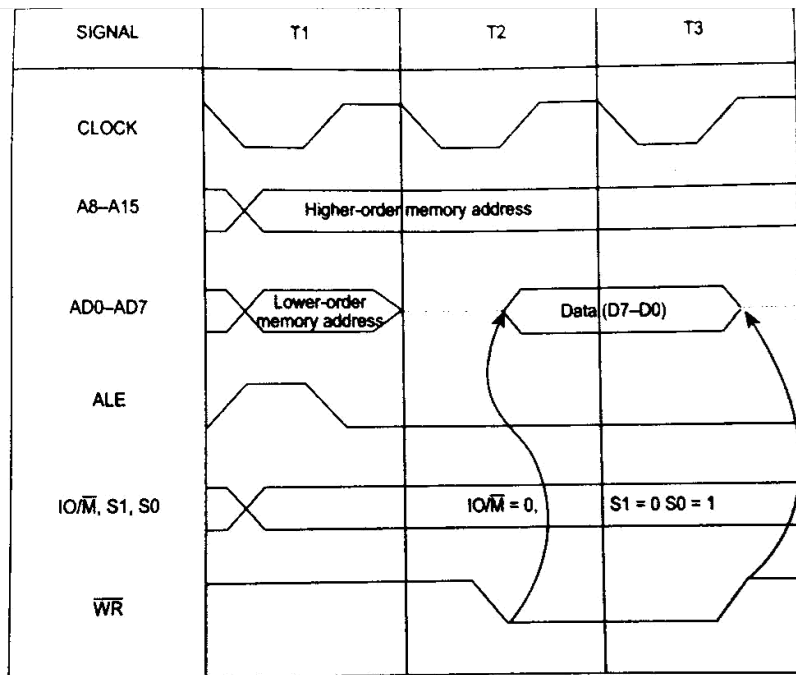 SIGNAL T1 T2 T3
CLOCK
A8–A15 Higher-order memory address
AD0–AD7 Lower-order memory address Data (D7–D0)
ALE
IO/M̅, S1, S0 IO/M̅ = 0, S1 = 0 S0 = 1
W̅R̅